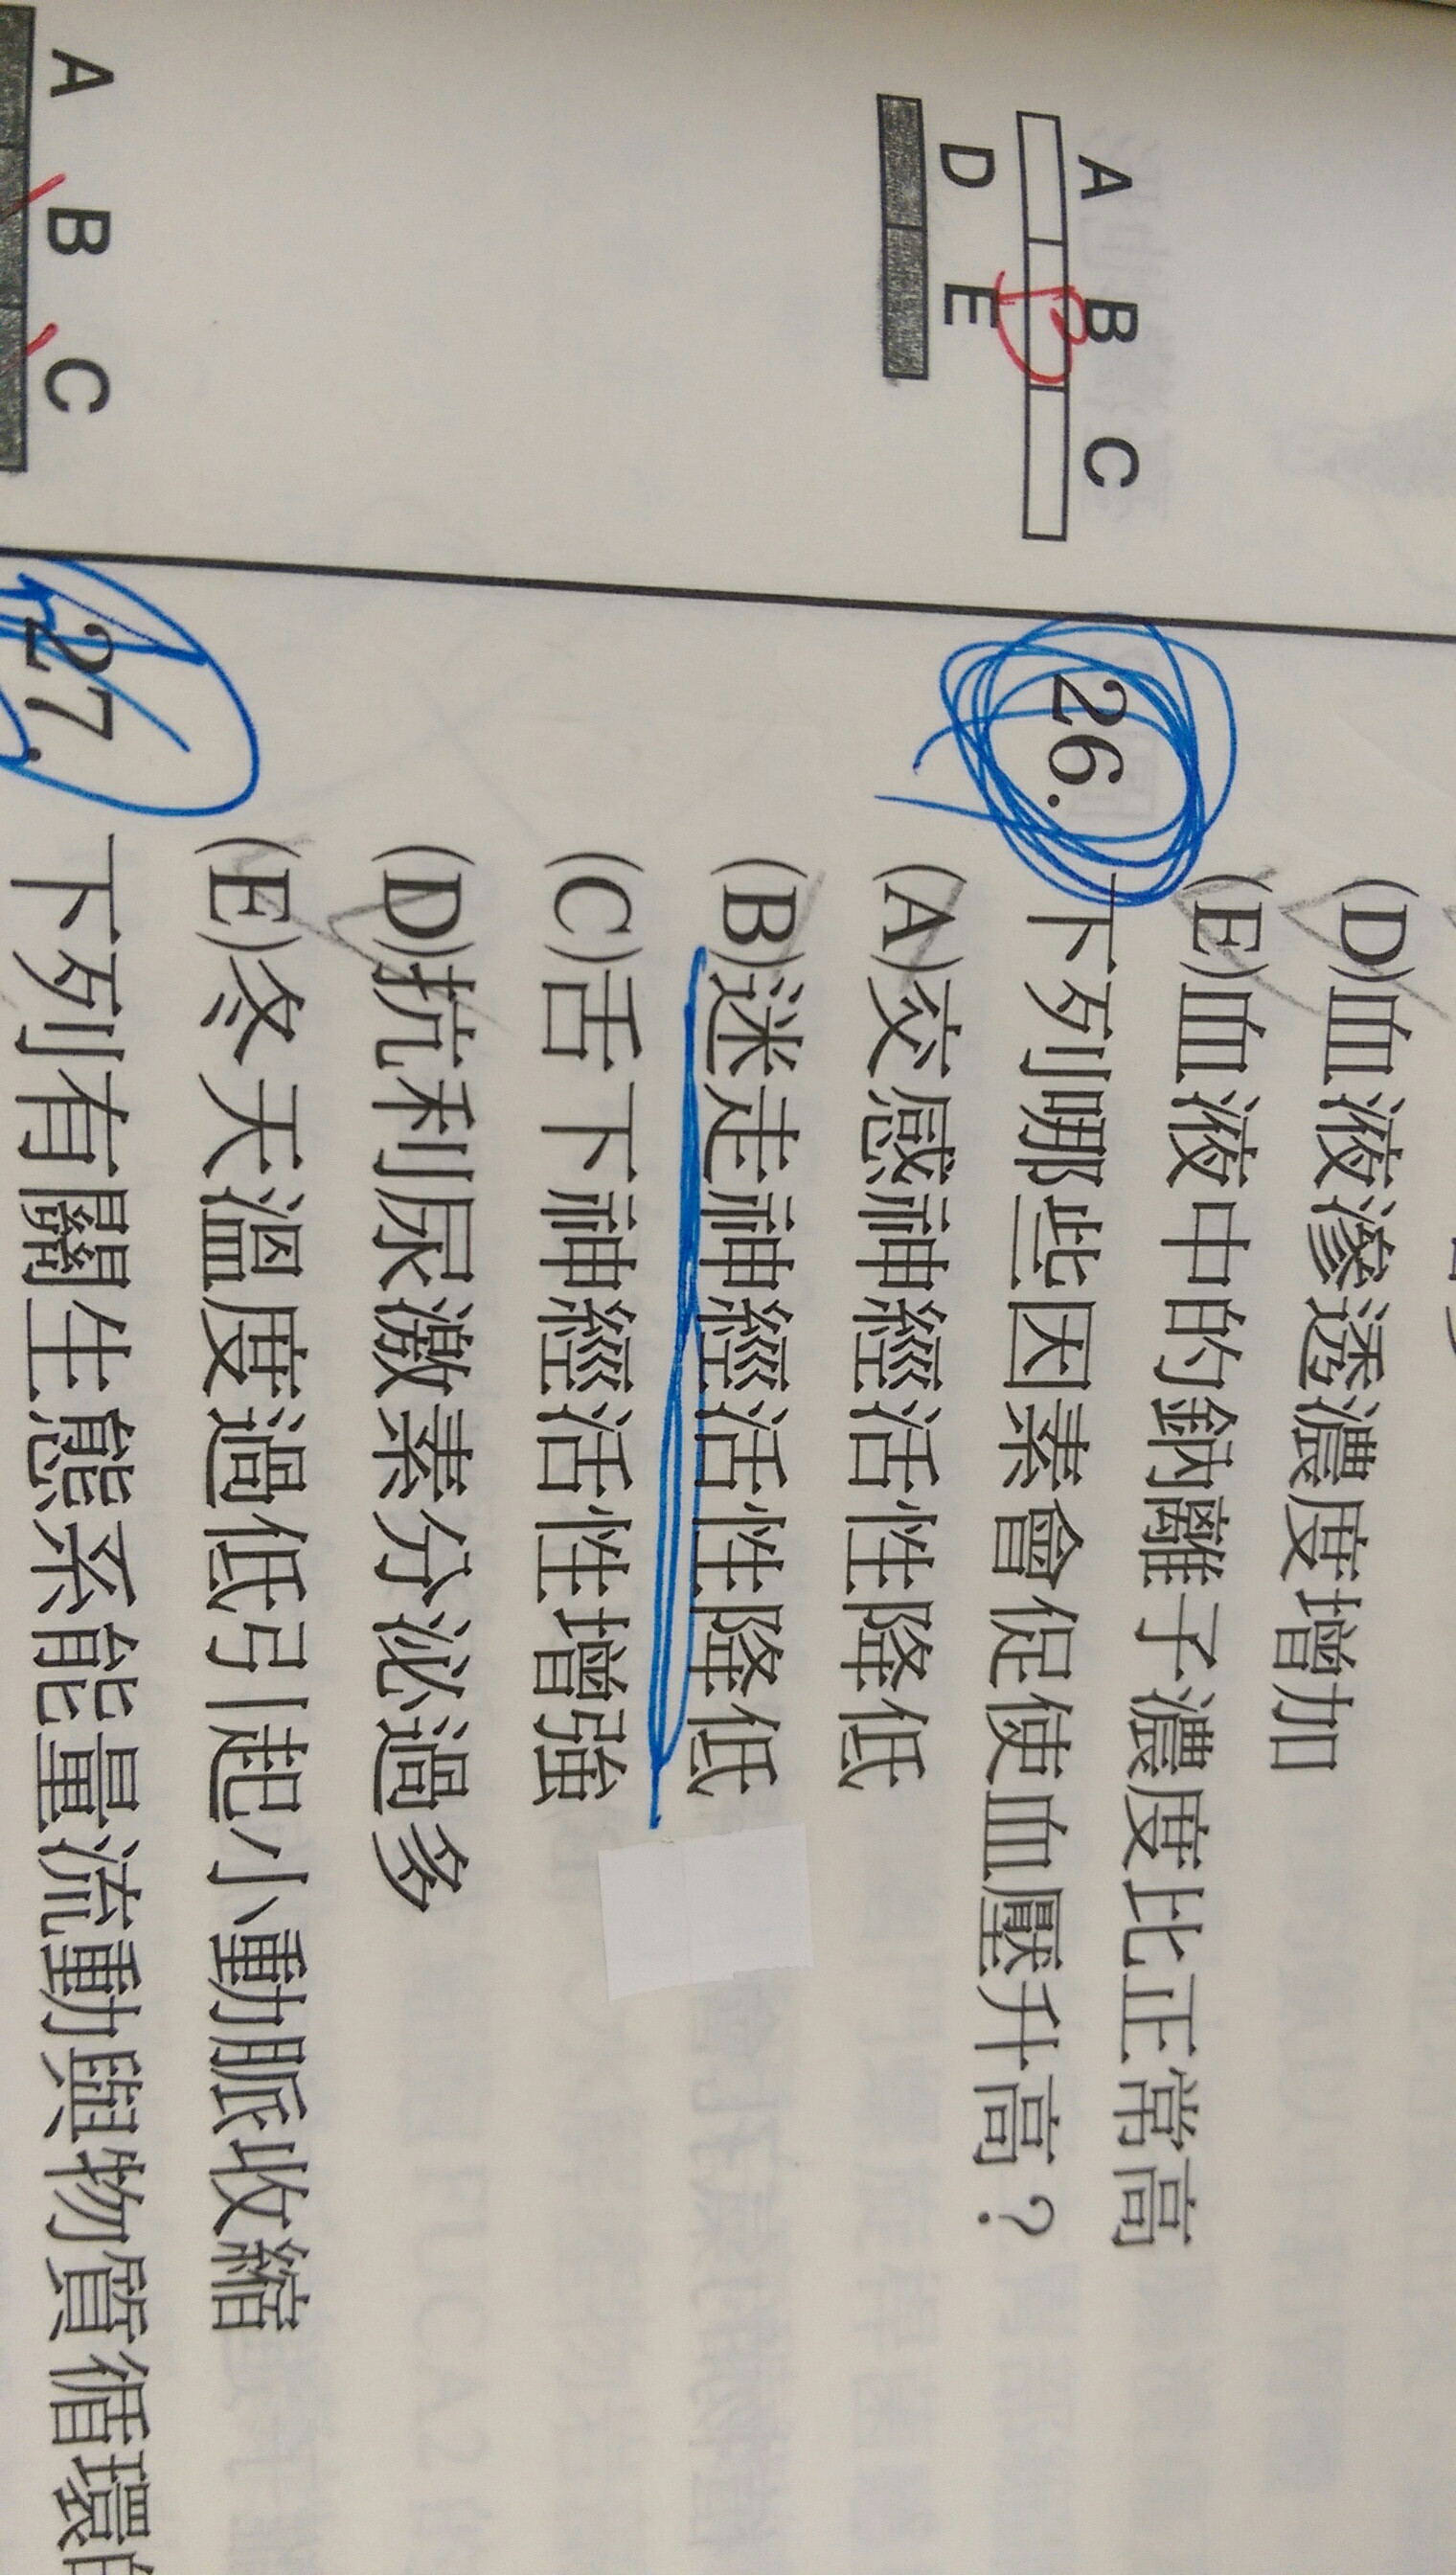 A B C
D E
(D)血液滲透濃度增加
(E)血液中的鈉離子濃度比正常高
26. 下列哪些因素會促使血壓升高？
(A)交感神經活性降低
(B)迷走神經活性降低
(C)舌下神經活性增強
(D)抗利尿激素分泌過多
(E)冬天溫度過低引起小動脈收縮
A B C
27. 下列有關生態系能量流動與物質循環